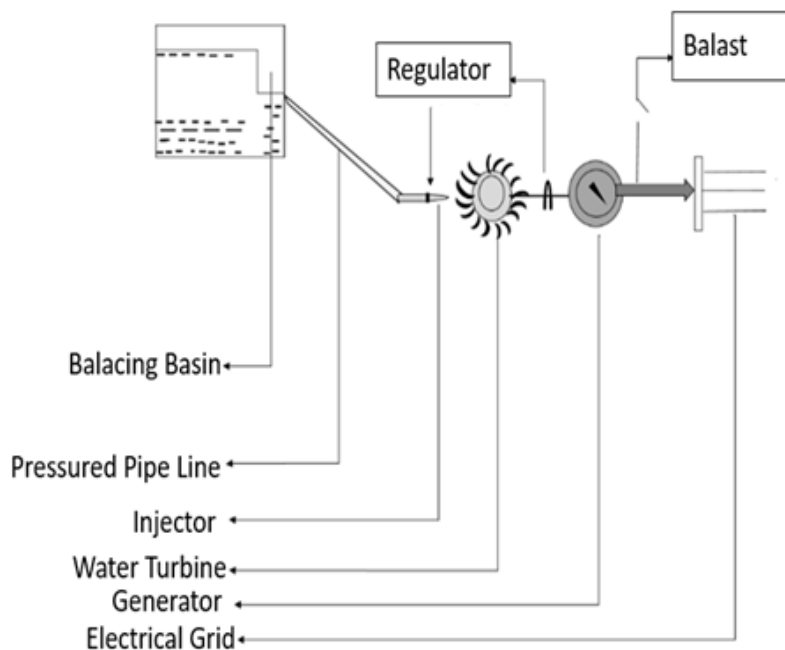 Balast
Regulator
Balacing Basin
Pressured Pipe Line
Injector
Water Turbine
Generator
Electrical Grid